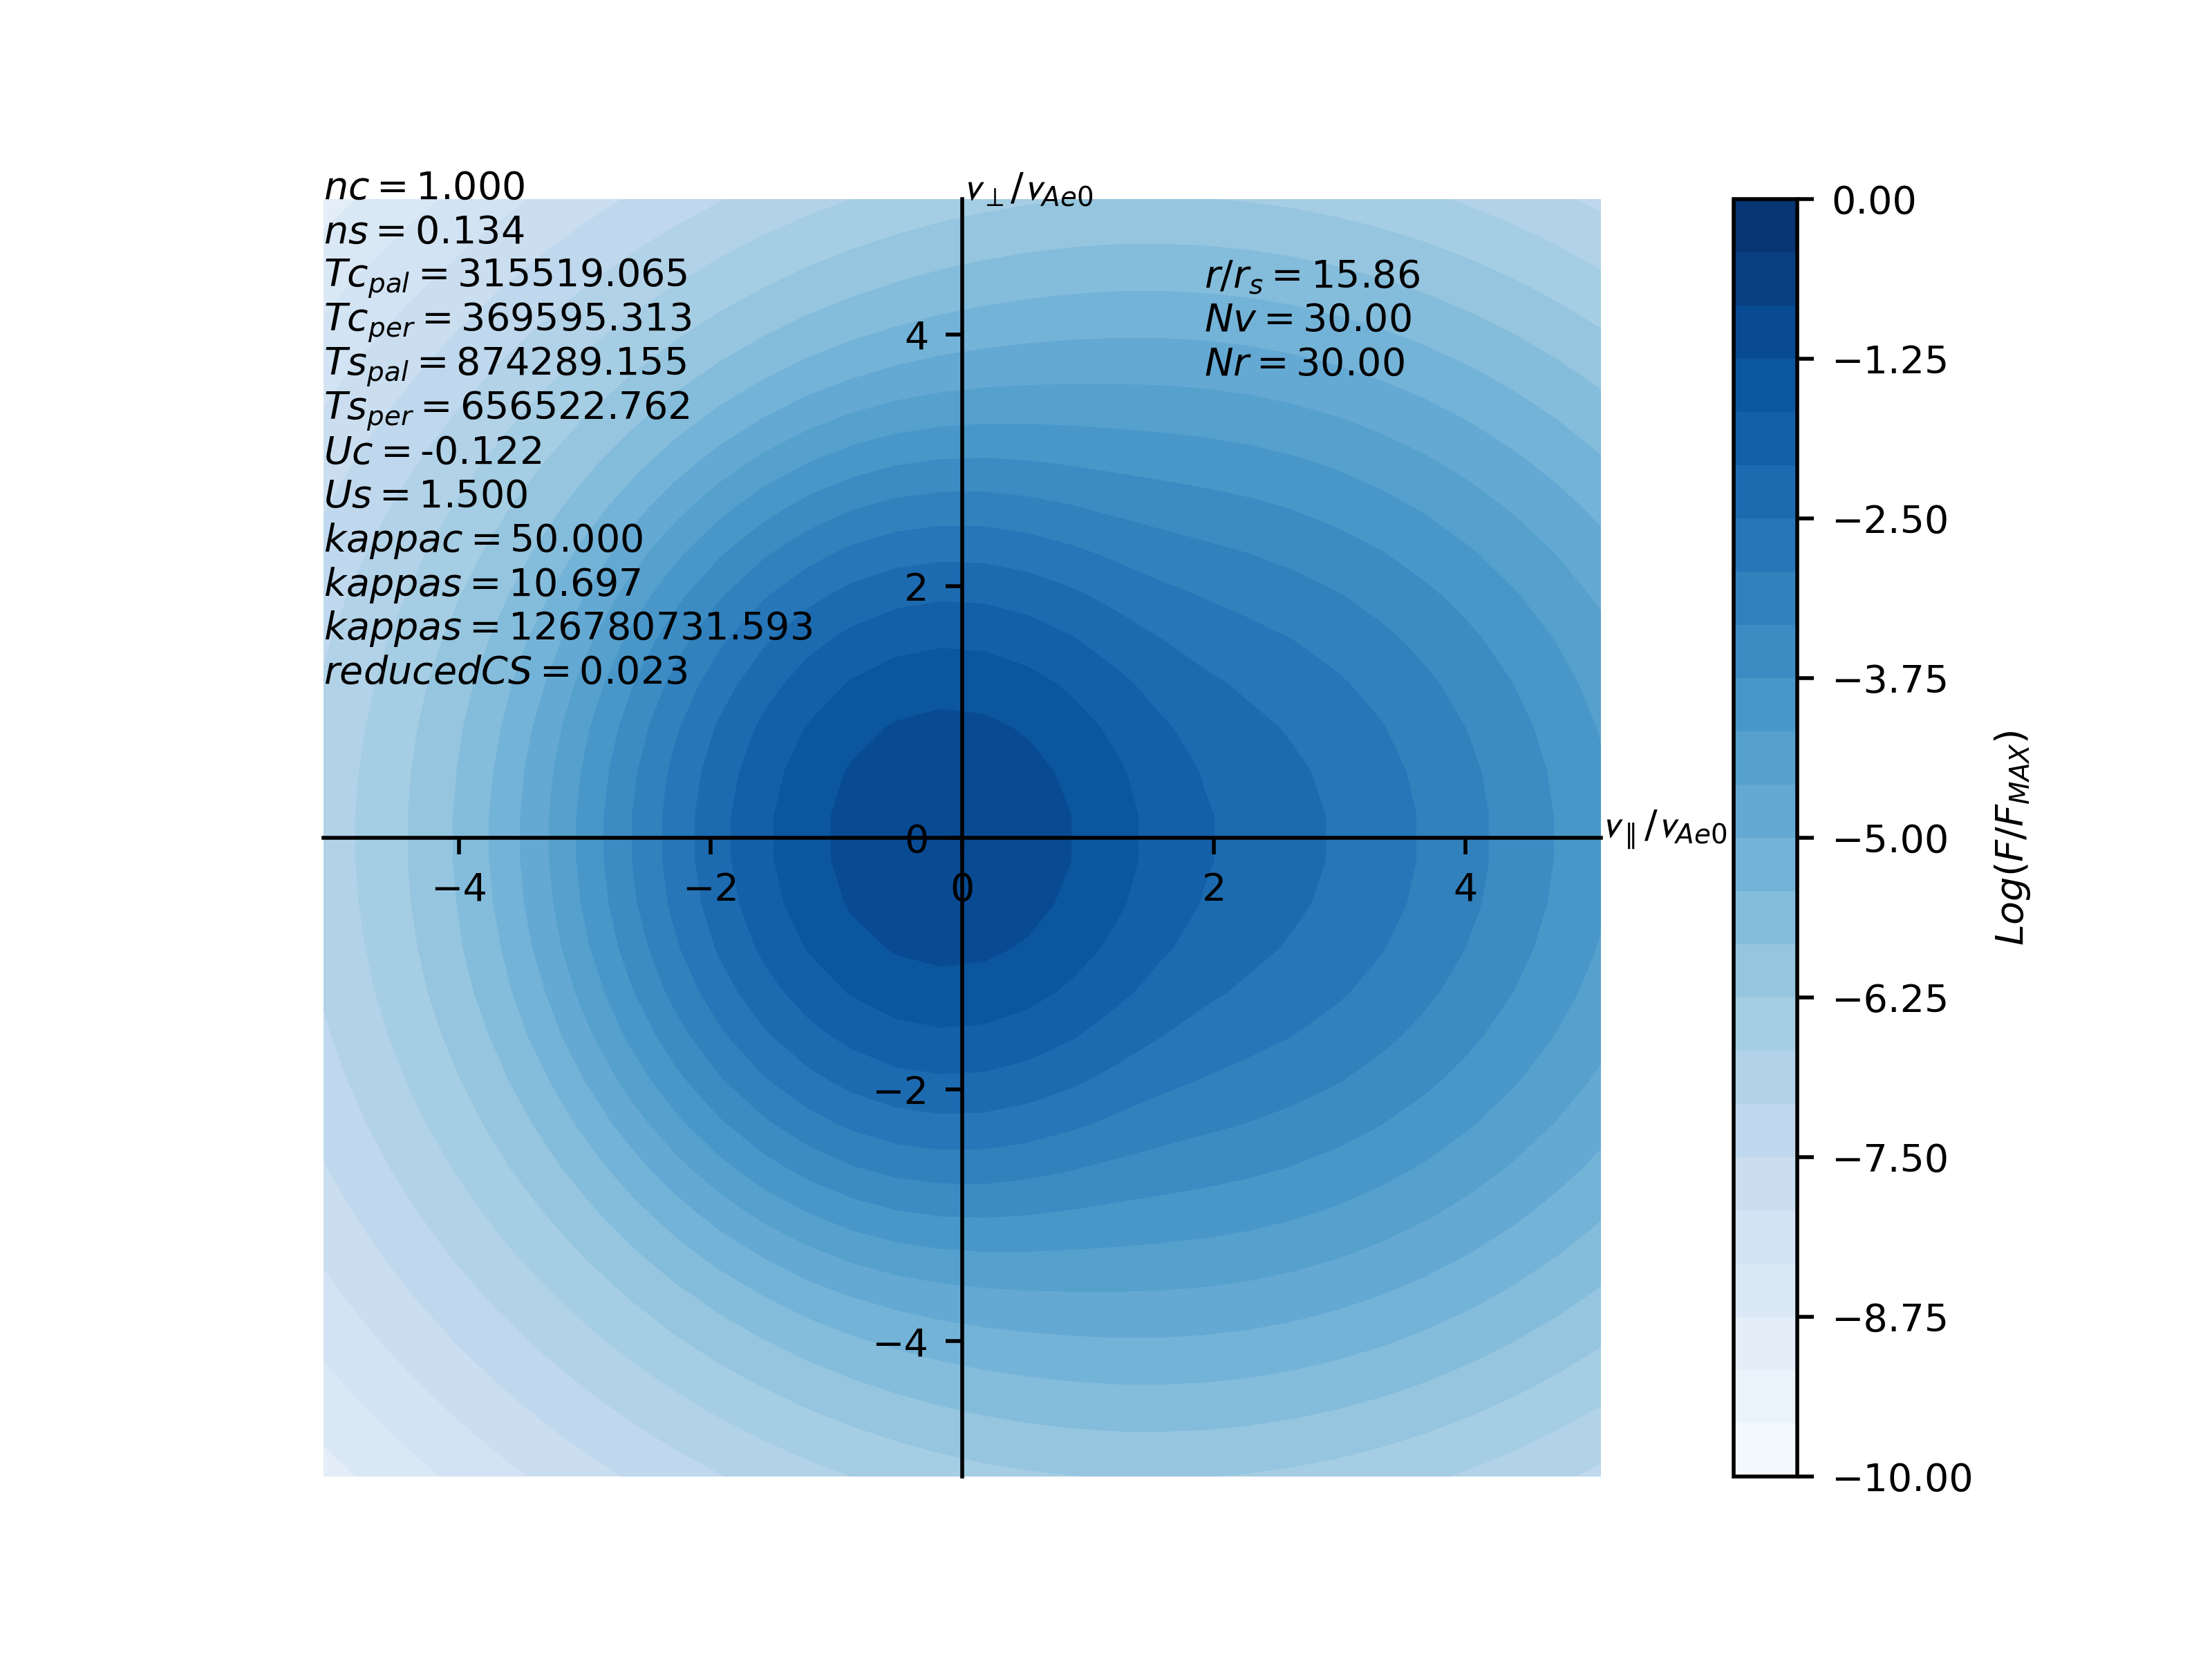 nc = 1.000
ns = 0.134
Tc_pal = 315519.065
Tc_per = 369595.313
Ts_pal = 874289.155
Ts_per = 656522.762
Uc = -0.122
Us = 1.500
kappac = 50.000
kappas = 10.697
kappas = 126780731.593
reducedCS = 0.023
v⊥/v_Ae0
r/r_s = 15.86
Nv = 30.00
Nr = 30.00
4
2
0
−2
−4
−4
−2
0
2
4
v∥/v_Ae0
0.00
−1.25
−2.50
−3.75
−5.00
−6.25
−7.50
−8.75
−10.00
Log(F/F_MAX)